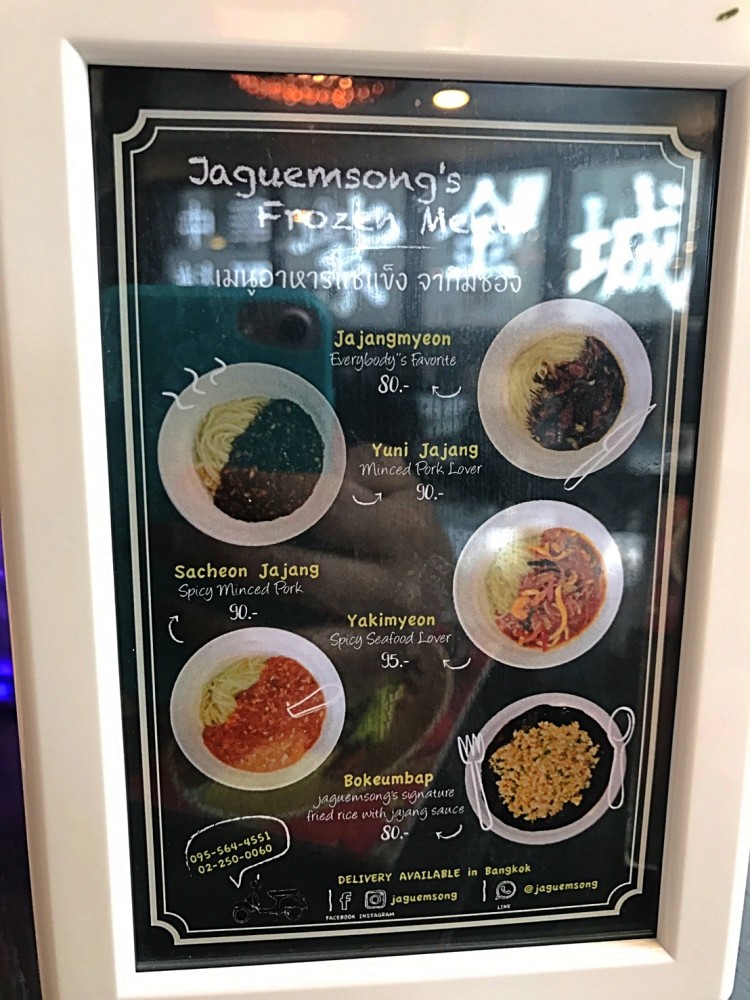 Jaguemsong's
Frozen Menu
เมนูอาหารแช่แข็ง จากึมซอง
Jajangmyeon
Everybody"s Favorite
80.-
Yuni Jajang
Minced Pork Lover
90.-
Sacheon Jajang
Spicy Minced Pork
90.-
Yakimyeon
Spicy Seafood Lover
95.-
Bokeumbap
jaguemsong's signature
fried rice with jajang sauce
80.-
095-564-4551
02-250-0060
DELIVERY AVAILABLE in Bangkok
jaguemsong
@jaguemsong
FACEBOOK INSTAGRAM
LINE
城